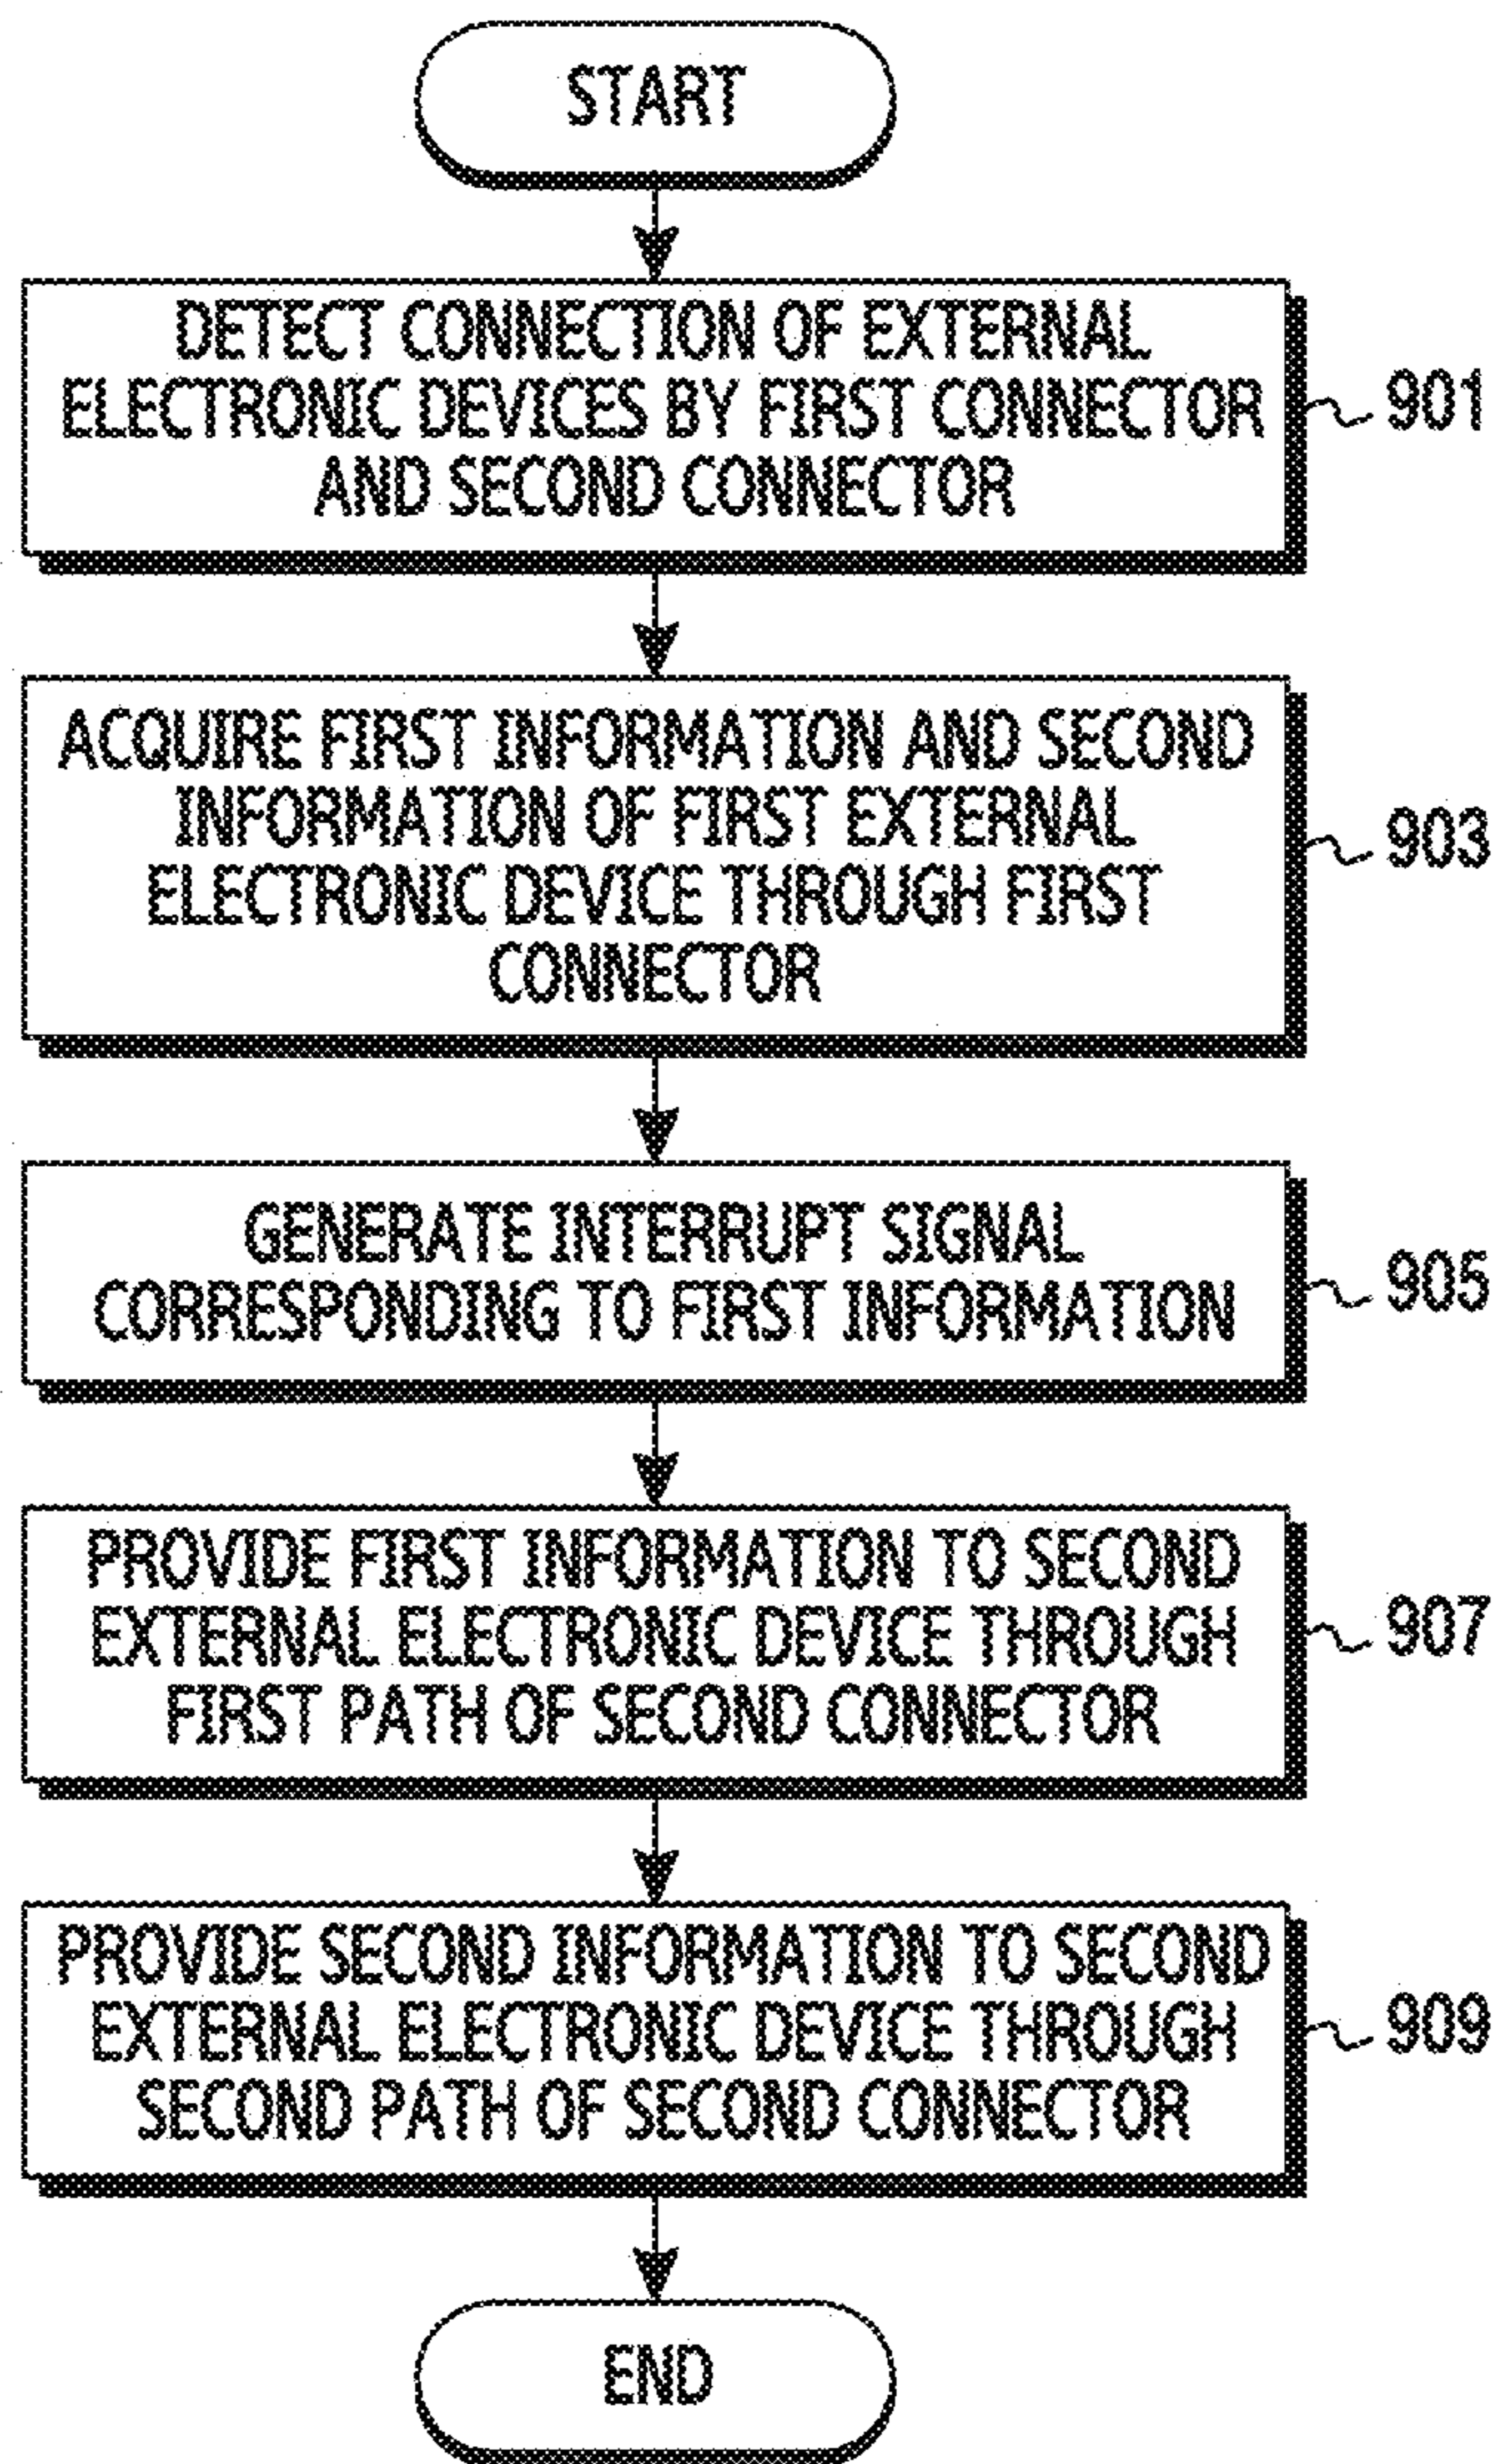 START
DETECT CONNECTION OF EXTERNAL
ELECTRONIC DEVICES BY FIRST CONNECTOR
AND SECOND CONNECTOR
901
ACQUIRE FIRST INFORMATION AND SECOND
INFORMATION OF FIRST EXTERNAL
ELECTRONIC DEVICE THROUGH FIRST
CONNECTOR
903
GENERATE INTERRUPT SIGNAL
CORRESPONDING TO FIRST INFORMATION
905
PROVIDE FIRST INFORMATION TO SECOND
EXTERNAL ELECTRONIC DEVICE THROUGH
FIRST PATH OF SECOND CONNECTOR
907
PROVIDE SECOND INFORMATION TO SECOND
EXTERNAL ELECTRONIC DEVICE THROUGH
SECOND PATH OF SECOND CONNECTOR
909
END